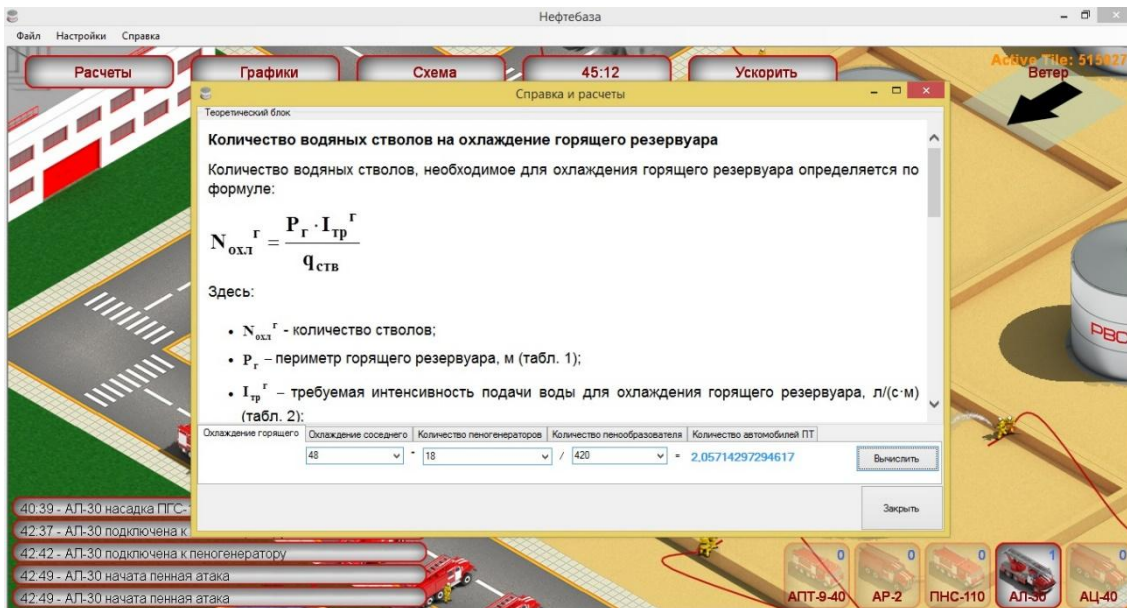 Нефтебаза
Файл Настройки Справка
Расчеты Графики Схема 45:12 Ускорить
Active Tile: 515827
Ветер
Справка и расчеты
Теоретический блок
Количество водяных стволов на охлаждение горящего резервуара
Количество водяных стволов, необходимое для охлаждения горящего резервуара определяется по
формуле:
Nохлг = Pг · Iтрг / qств
Здесь:
• Nохлг - количество стволов;
• Pг – периметр горящего резервуара, м (табл. 1);
• Iтрг – требуемая интенсивность подачи воды для охлаждения горящего резервуара, л/(с·м)
(табл. 2);
Охлаждение горящего Охлаждение соседнего Количество пеногенераторов Количество пенообразователя Количество автомобилей ПТ
48 * 18 / 420 = 2,05714297294617 Вычислить
Закрыть
РВС
40:39 - АЛ-30 насадка ПГС-
42:37 - АЛ-30 подключена к
42:42 - АЛ-30 подключена к пеногенератору
42:49 - АЛ-30 начата пенная атака
42:49 - АЛ-30 начата пенная атака
0 0 0 1 0
АПТ-9-40 АР-2 ПНС-110 АЛ-30 АЦ-40